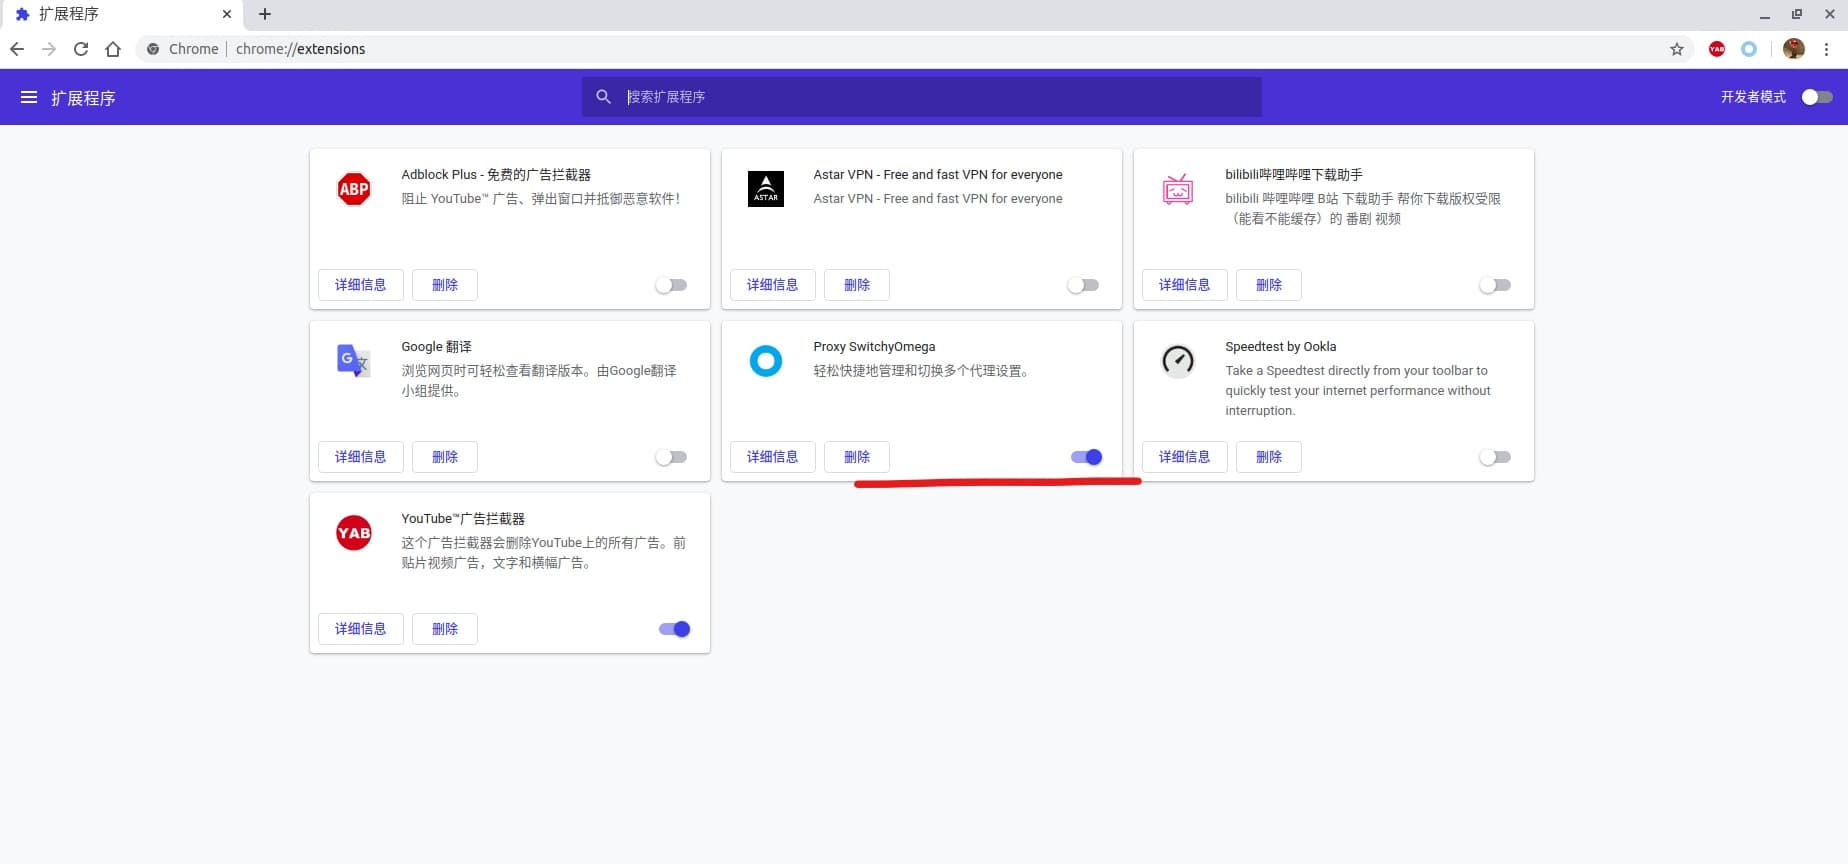 扩展程序
Chrome | chrome://extensions
YAB
扩展程序
搜索扩展程序
开发者模式
ABP
Adblock Plus - 免费的广告拦截器
阻止 YouTube™ 广告、弹出窗口并抵御恶意软件！
详细信息 删除
ASTAR
Astar VPN - Free and fast VPN for everyone
Astar VPN - Free and fast VPN for everyone
详细信息 删除
bilibili哔哩哔哩下载助手
bilibili 哔哩哔哩 B站 下载助手 帮你下载版权受限
（能看不能缓存）的 番剧 视频
详细信息 删除
G 文
Google 翻译
浏览网页时可轻松查看翻译版本。由Google翻译
小组提供。
详细信息 删除
Proxy SwitchyOmega
轻松快捷地管理和切换多个代理设置。
详细信息 删除
Speedtest by Ookla
Take a Speedtest directly from your toolbar to
quickly test your internet performance without
interruption.
详细信息 删除
YAB
YouTube™广告拦截器
这个广告拦截器会删除YouTube上的所有广告。前
贴片视频广告，文字和横幅广告。
详细信息 删除